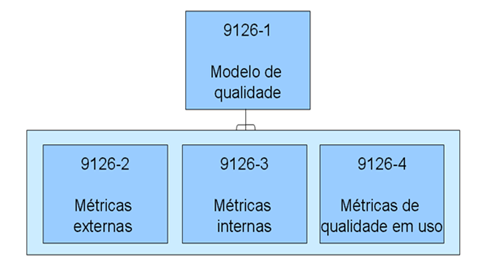 9126-1
Modelo de
qualidade
9126-2
Métricas
externas
9126-3
Métricas
internas
9126-4
Métricas de
qualidade em uso